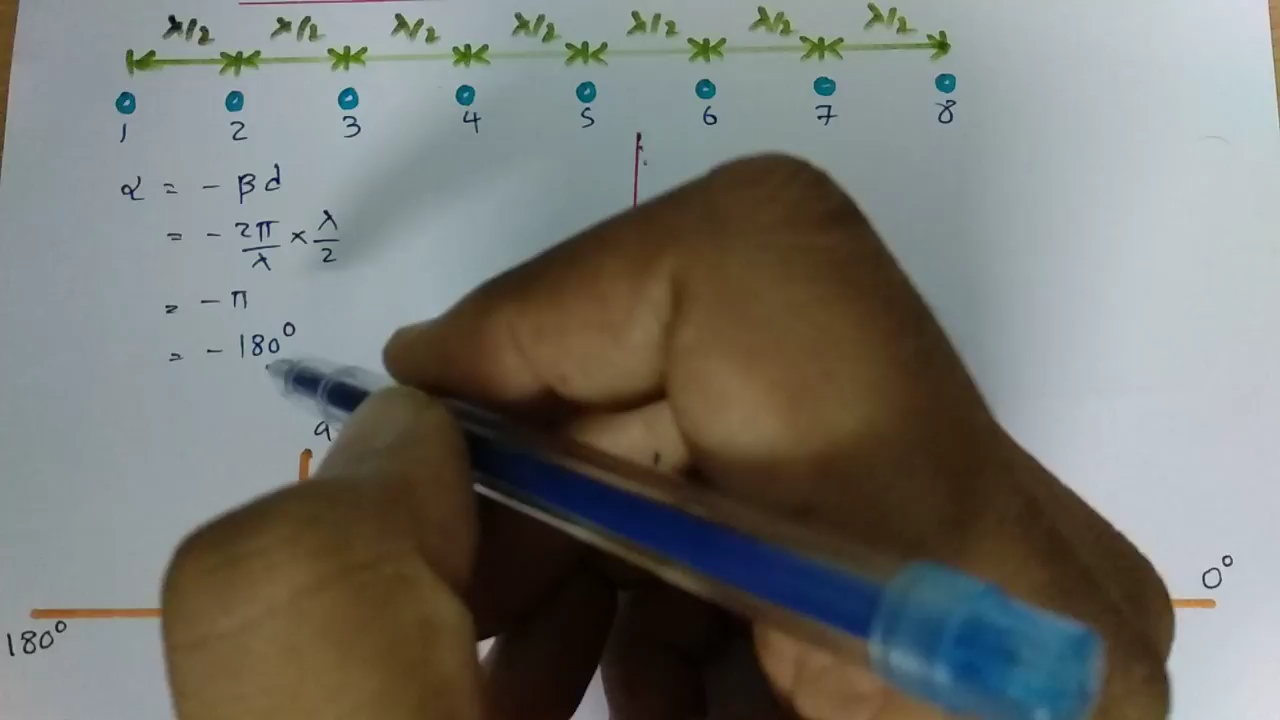 λ/2 λ/2 λ/2 λ/2 λ/2 λ/2 λ/2
1 2 3 4 5 6 7 8
α = - βd
= - 2π/λ × λ/2
= - π
= - 180°
0°
180°